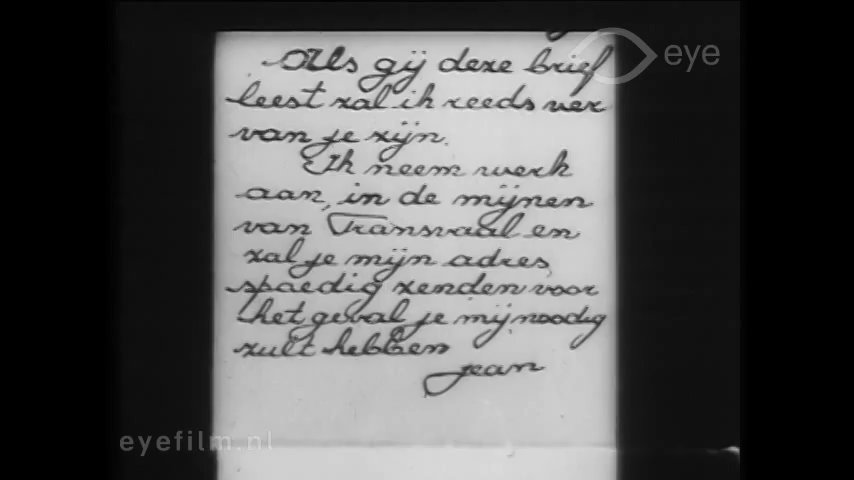 eye
Als gij deze brief
leest zal ik reeds ver
van je zijn.
Ik neem werk
aan, in de mijnen
van Transvaal en
zal je mijn adres
spaedig zenden voor
het geval je mij noodig
zult hebben
Jean
eyefilm.nl